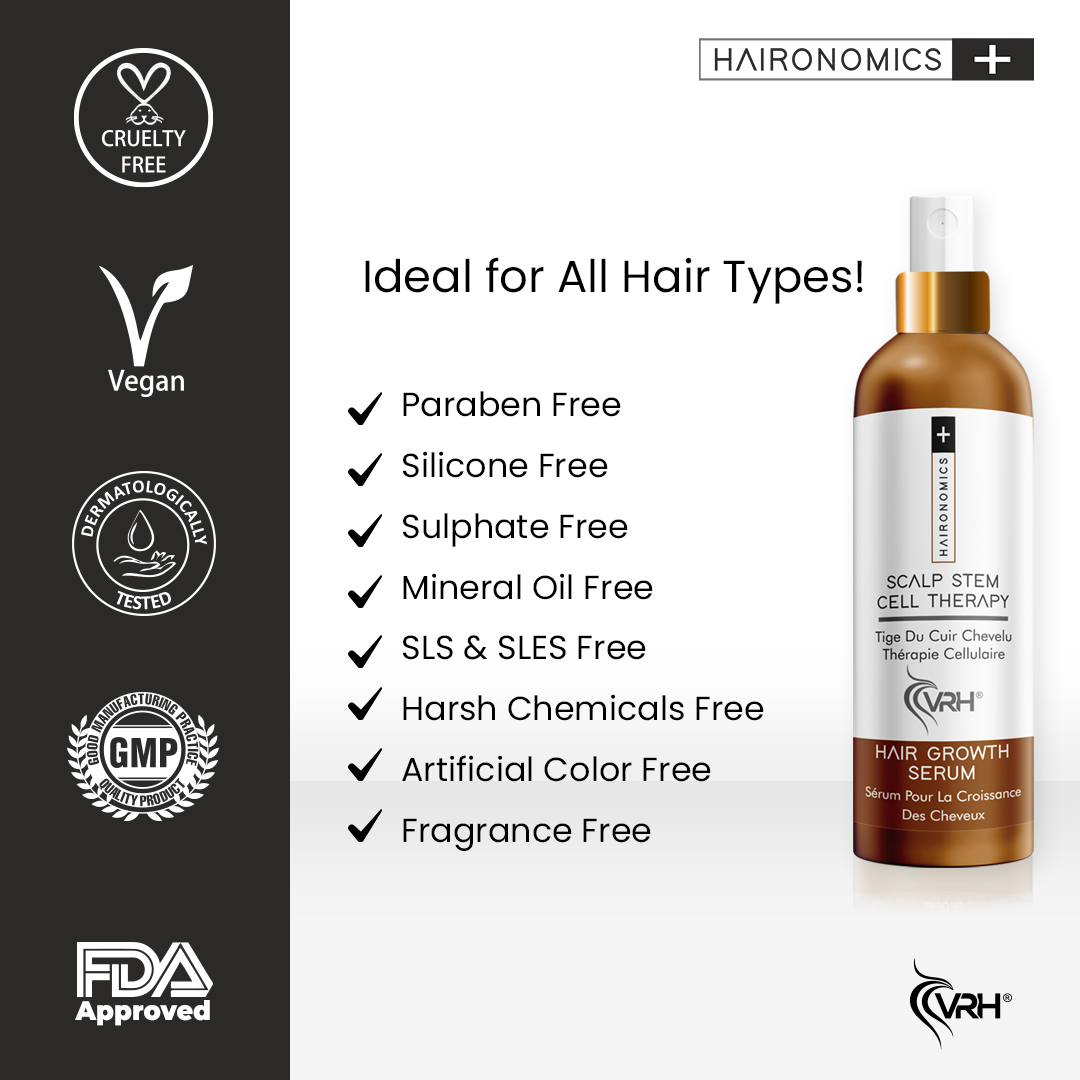 CRUELTY
FREE
Vegan
DERMATOLOGICALLY
TESTED
GOOD MANUFACTURING PRACTICE
GMP
QUALITY PRODUCT
FDA
Approved
HAIRONOMICS +
Ideal for All Hair Types!
Paraben Free
Silicone Free
Sulphate Free
Mineral Oil Free
SLS & SLES Free
Harsh Chemicals Free
Artificial Color Free
Fragrance Free
HAIRONOMICS +
SCALP STEM
CELL THERAPY
Tige Du Cuir Chevelu
Thérapie Cellulaire
VRH®
HAIR GROWTH
SERUM
Sérum Pour La Croissance
Des Cheveux
VRH®